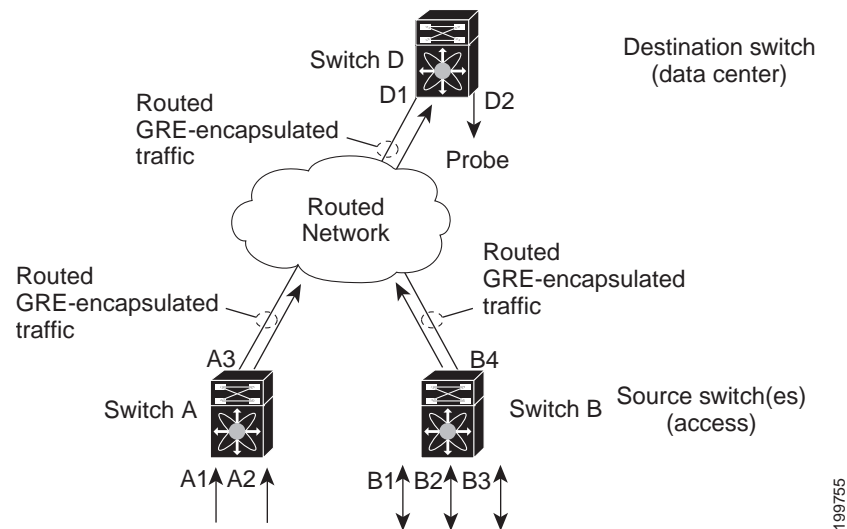 Switch D
Destination switch
(data center)
D1
D2
Routed
GRE-encapsulated
traffic
Probe
Routed
Network
Routed
GRE-encapsulated
traffic
Routed
GRE-encapsulated
traffic
A3
B4
Switch A
Switch B
Source switch(es)
(access)
A1
A2
B1
B2
B3
199755